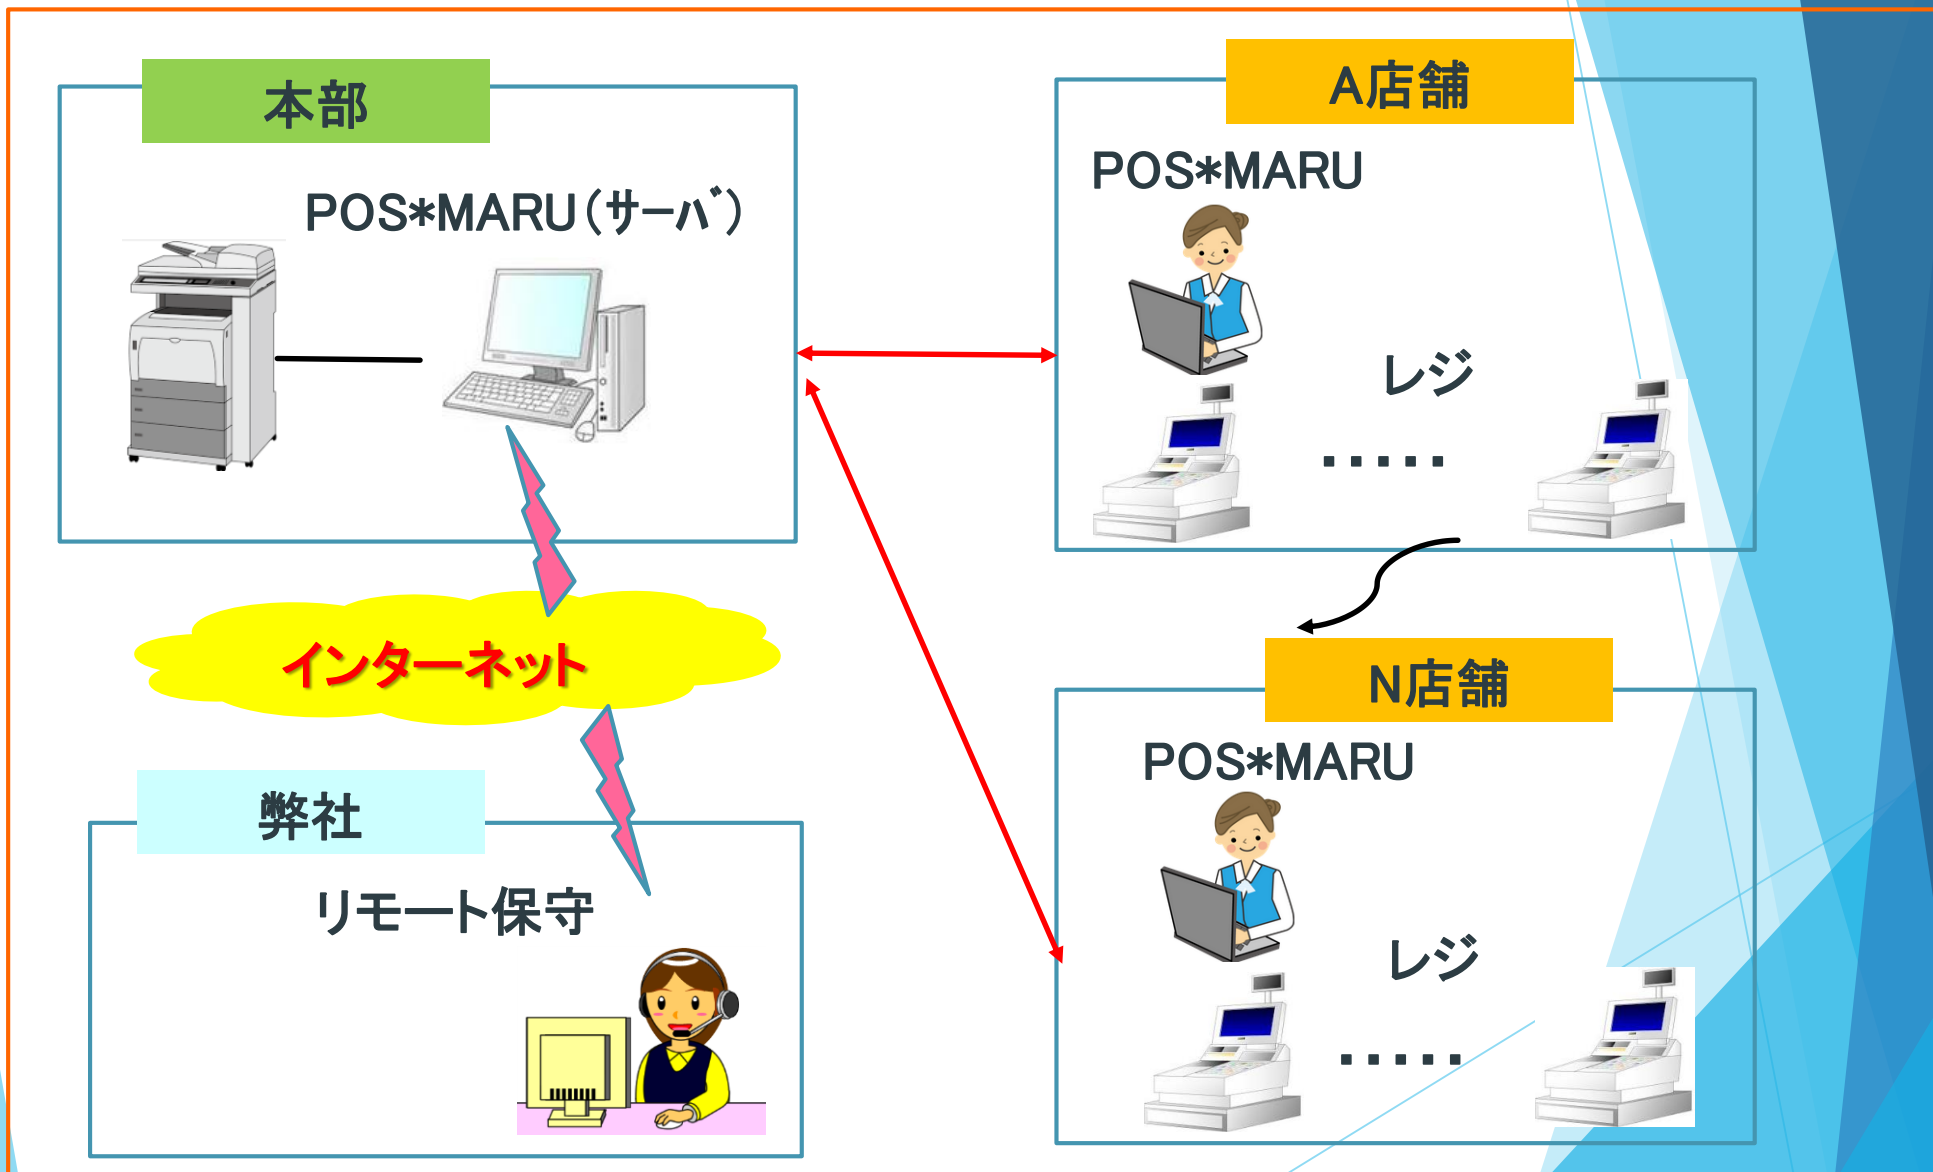 本部
POS*MARU(サーバ)
インターネット
弊社
リモート保守
A店舗
POS*MARU
レジ
・・・・・
N店舗
POS*MARU
レジ
・・・・・